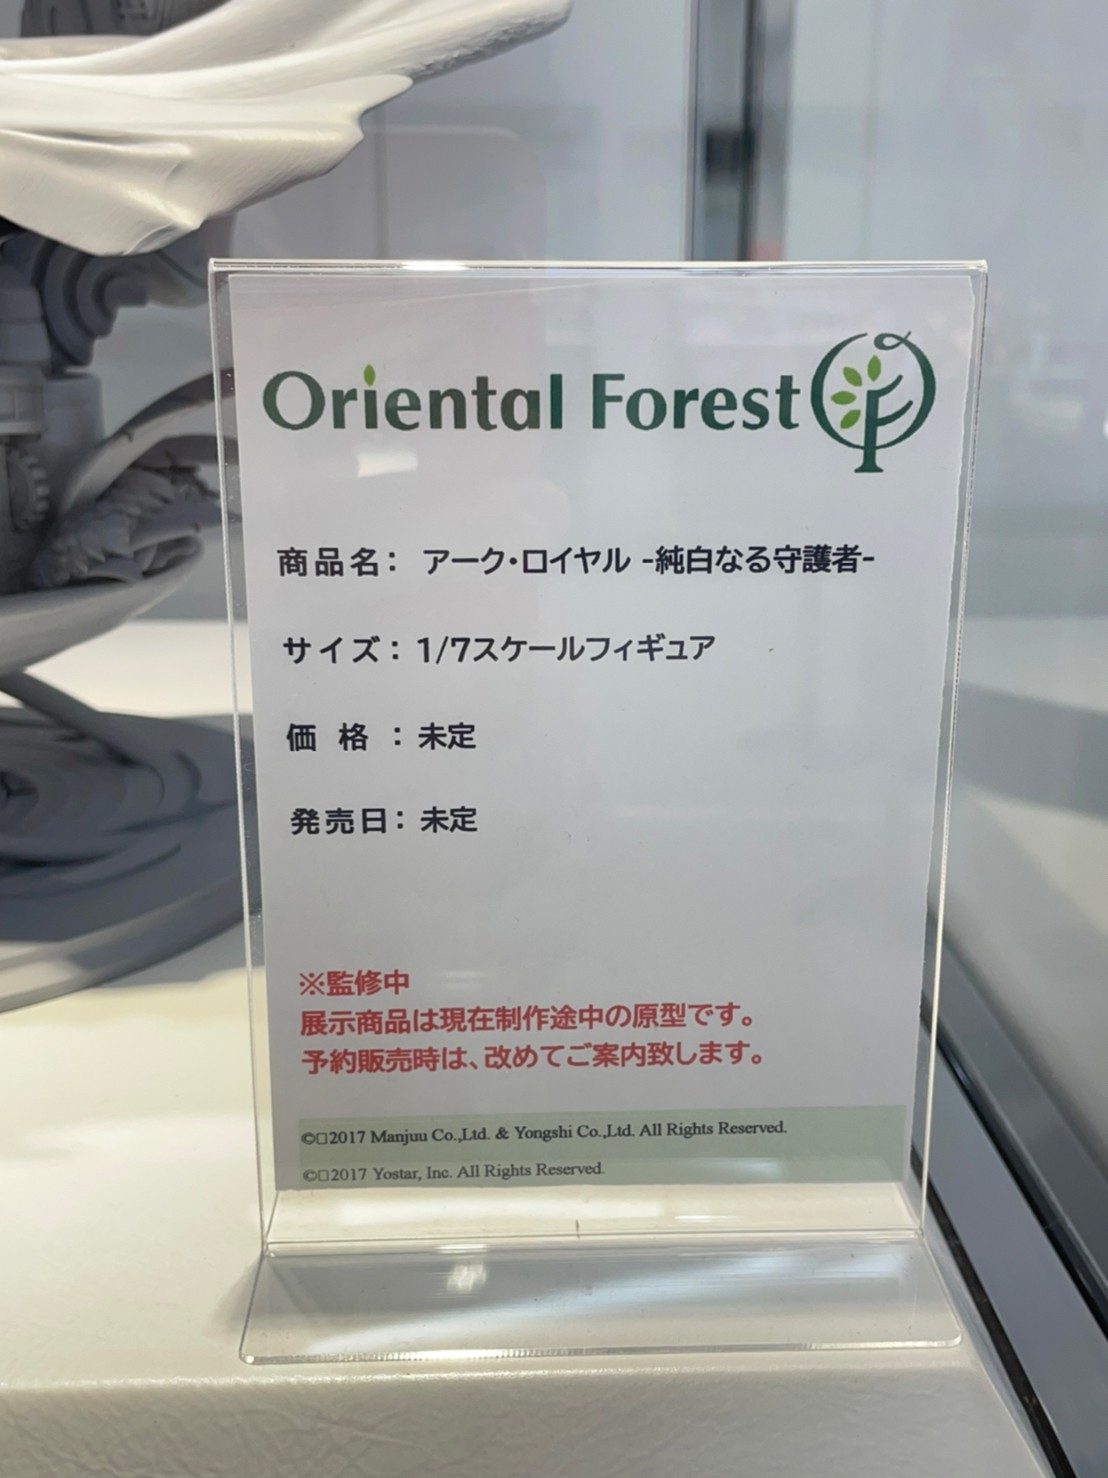 Oriental Forest
商品名： アーク・ロイヤル -純白なる守護者-
サイズ： 1/7スケールフィギュア
価 格 ： 未定
発売日： 未定
※監修中
展示商品は現在制作途中の原型です。
予約販売時は、改めてご案内致します。
©□2017 Manjuu Co.,Ltd. & Yongshi Co.,Ltd. All Rights Reserved.
©□2017 Yostar, Inc. All Rights Reserved.